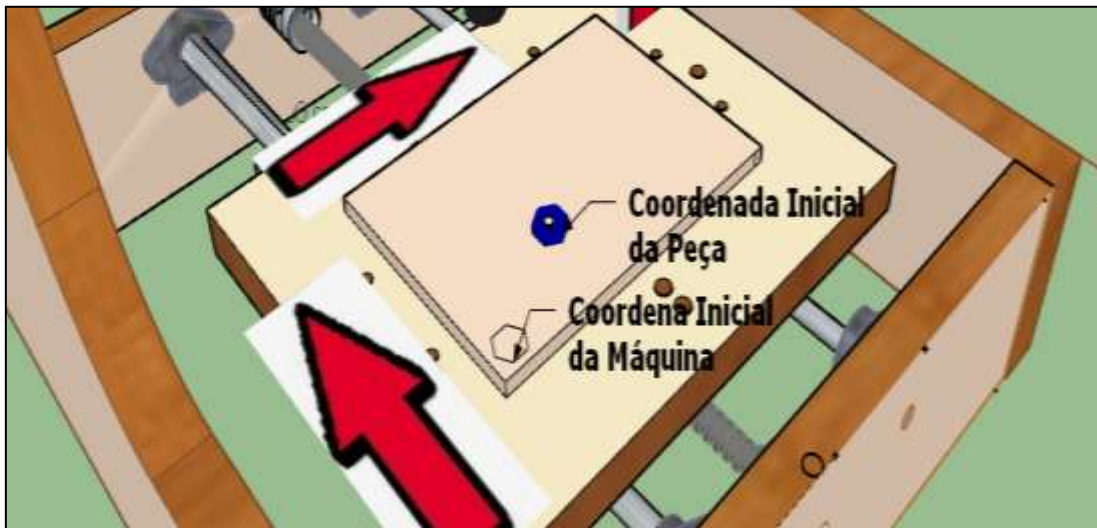 Coordenada Inicial
da Peça
Coordena Inicial
da Máquina